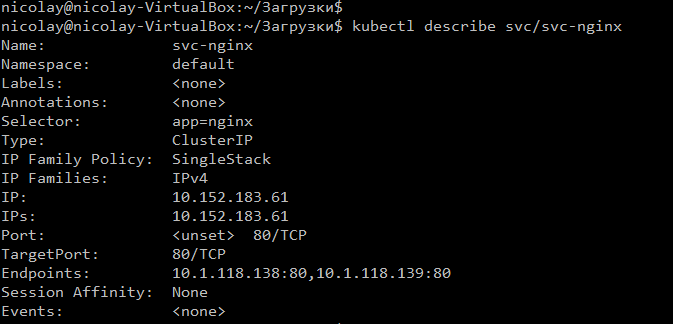 nicolay@nicolay-VirtualBox:~/Загрузки$
nicolay@nicolay-VirtualBox:~/Загрузки$ kubectl describe svc/svc-nginx
Name:              svc-nginx
Namespace:         default
Labels:            <none>
Annotations:       <none>
Selector:          app=nginx
Type:              ClusterIP
IP Family Policy:  SingleStack
IP Families:       IPv4
IP:                10.152.183.61
IPs:               10.152.183.61
Port:              <unset>  80/TCP
TargetPort:        80/TCP
Endpoints:         10.1.118.138:80,10.1.118.139:80
Session Affinity:  None
Events:            <none>